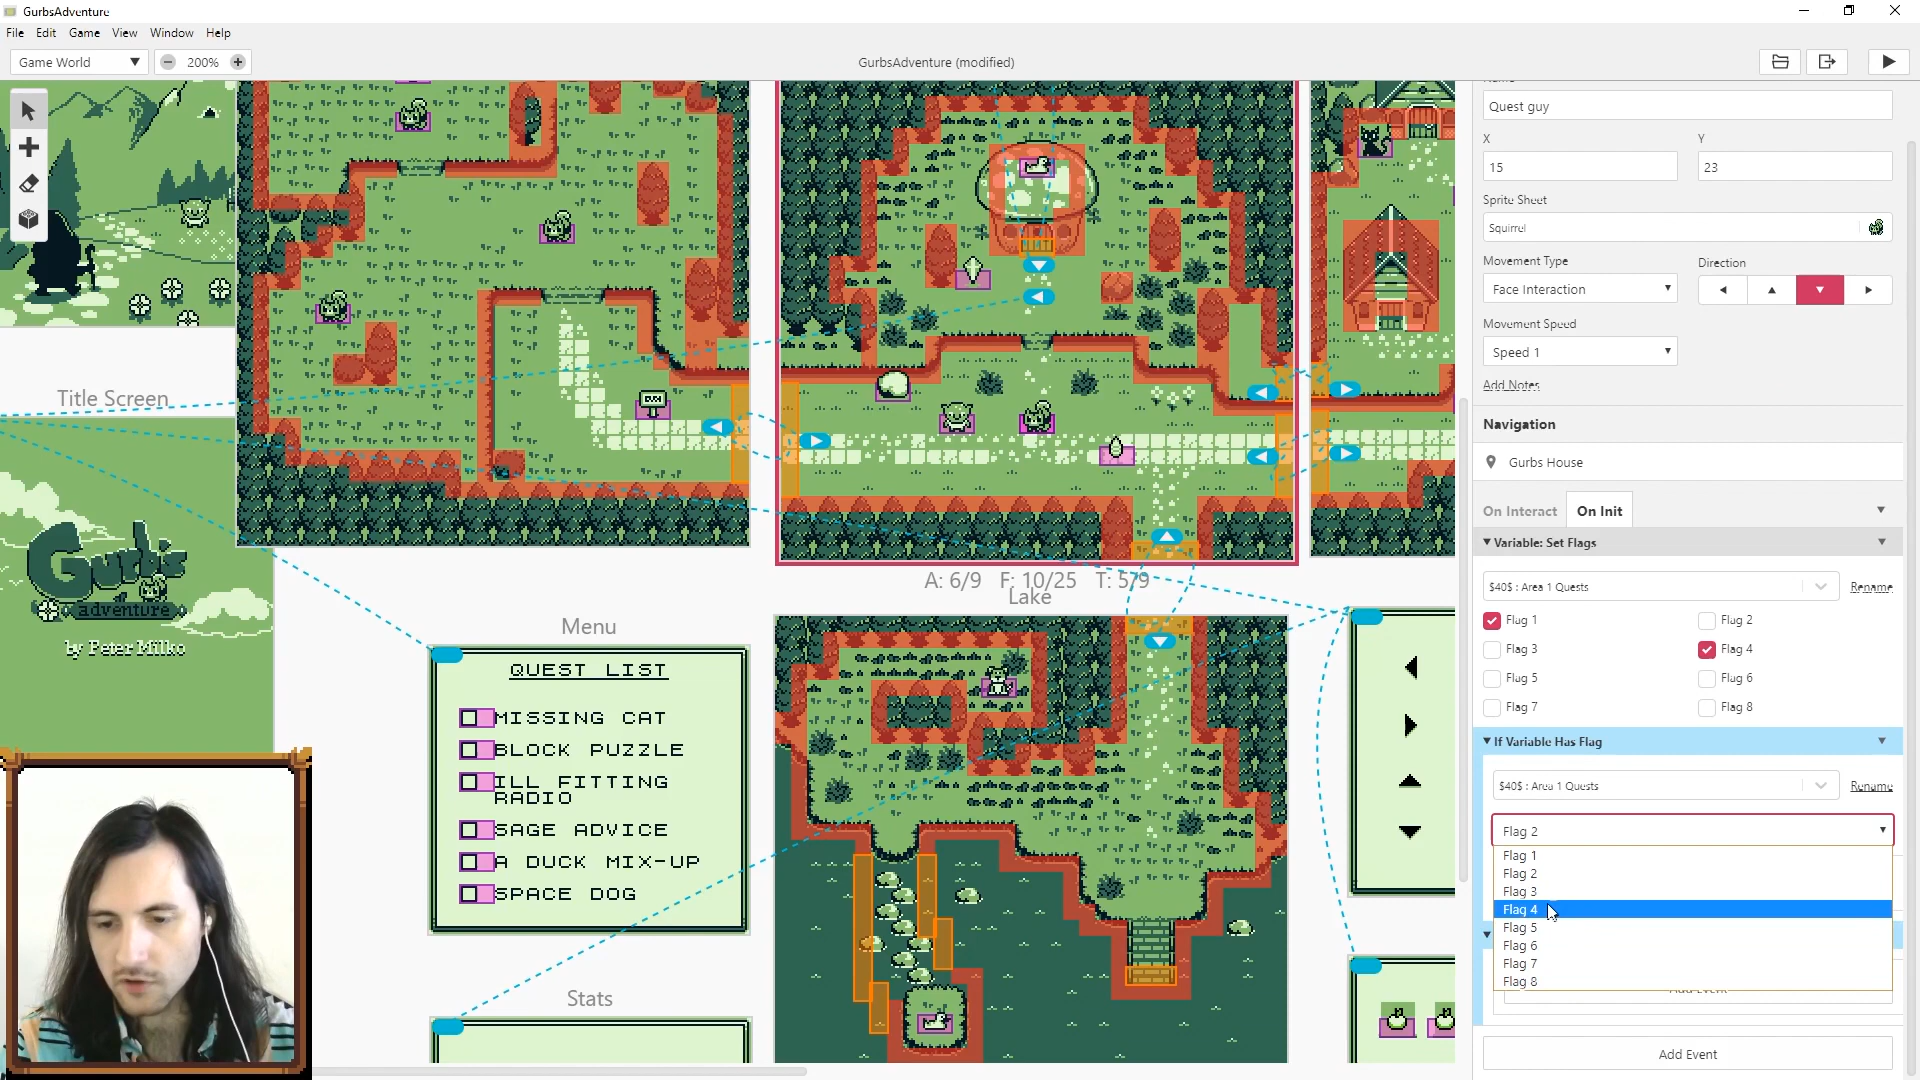 GurbsAdventure
File Edit Game View Window Help
Game World
200%
GurbsAdventure (modified)
Title Screen
Gurb's
adventure
by Peter Milko
A: 6/9 F: 10/25 T: 5/9
Lake
Menu
QUEST LIST
MISSING CAT
BLOCK PUZZLE
ILL FITTING
RADIO
SAGE ADVICE
A DUCK MIX-UP
SPACE DOG
Stats
Name
Quest guy
X Y
15 23
Sprite Sheet
Squirrel
Movement Type Direction
Face Interaction
Movement Speed
Speed 1
Add Notes
Navigation
Gurbs House
On Interact On Init
Variable: Set Flags
$40$ : Area 1 Quests Rename
Flag 1 Flag 2
Flag 3 Flag 4
Flag 5 Flag 6
Flag 7 Flag 8
If Variable Has Flag
$40$ : Area 1 Quests Rename
Flag 2
Flag 1
Flag 2
Flag 3
Flag 4
Flag 5
Flag 6
Flag 7
Flag 8
Add Event
Add Event